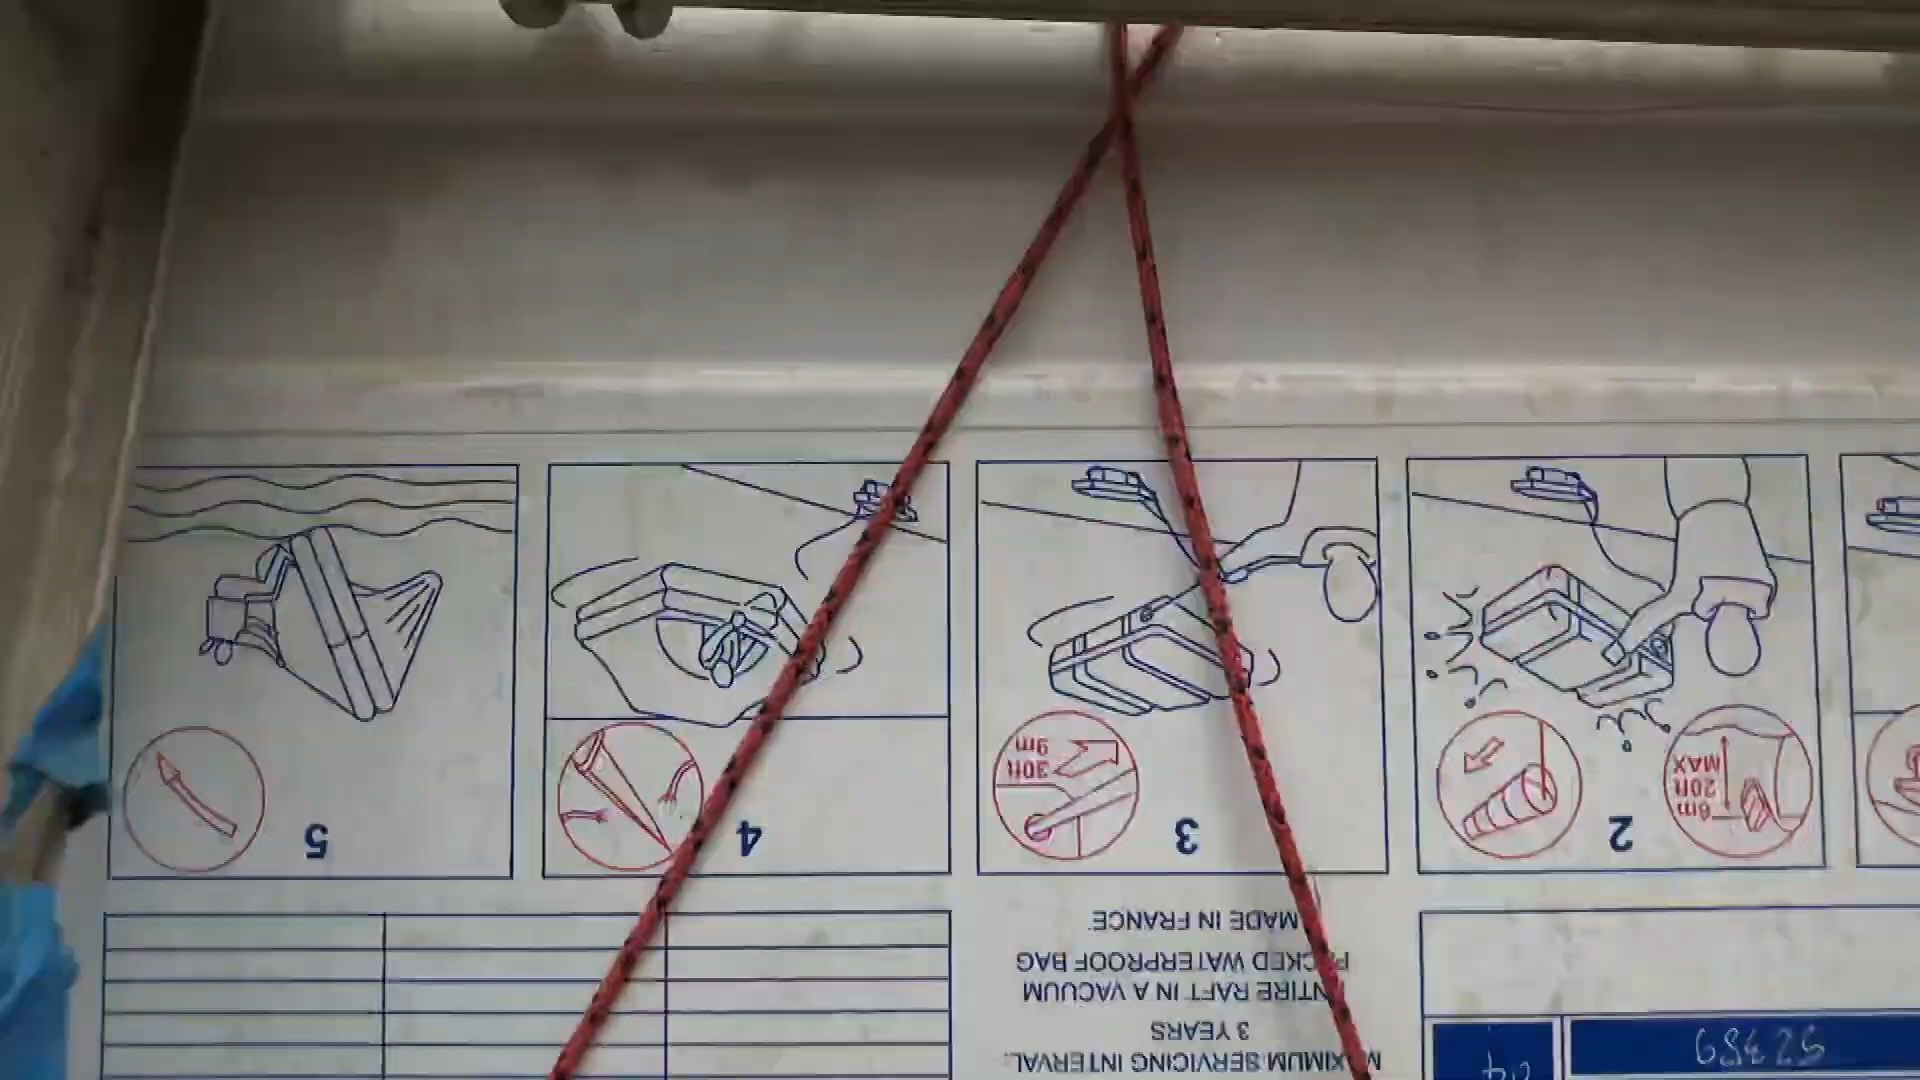 MAXIMUM SERVICING INTERVAL:
3 YEARS
ENTIRE RAFT IN A VACUUM
PACKED WATERPROOF BAG
MADE IN FRANCE
6m
20ft
MAX
2
3
30ft
9m
4
5